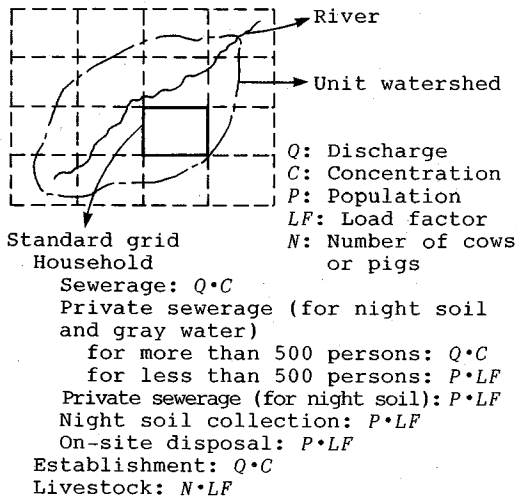 River
Unit watershed
Q: Discharge
C: Concentration
P: Population
LF: Load factor
N: Number of cows
or pigs
Standard grid
Household
Sewerage: Q•C
Private sewerage (for night soil
and gray water)
for more than 500 persons: Q•C
for less than 500 persons: P•LF
Private sewerage (for night soil): P•LF
Night soil collection: P•LF
On-site disposal: P•LF
Establishment: Q•C
Livestock: N•LF